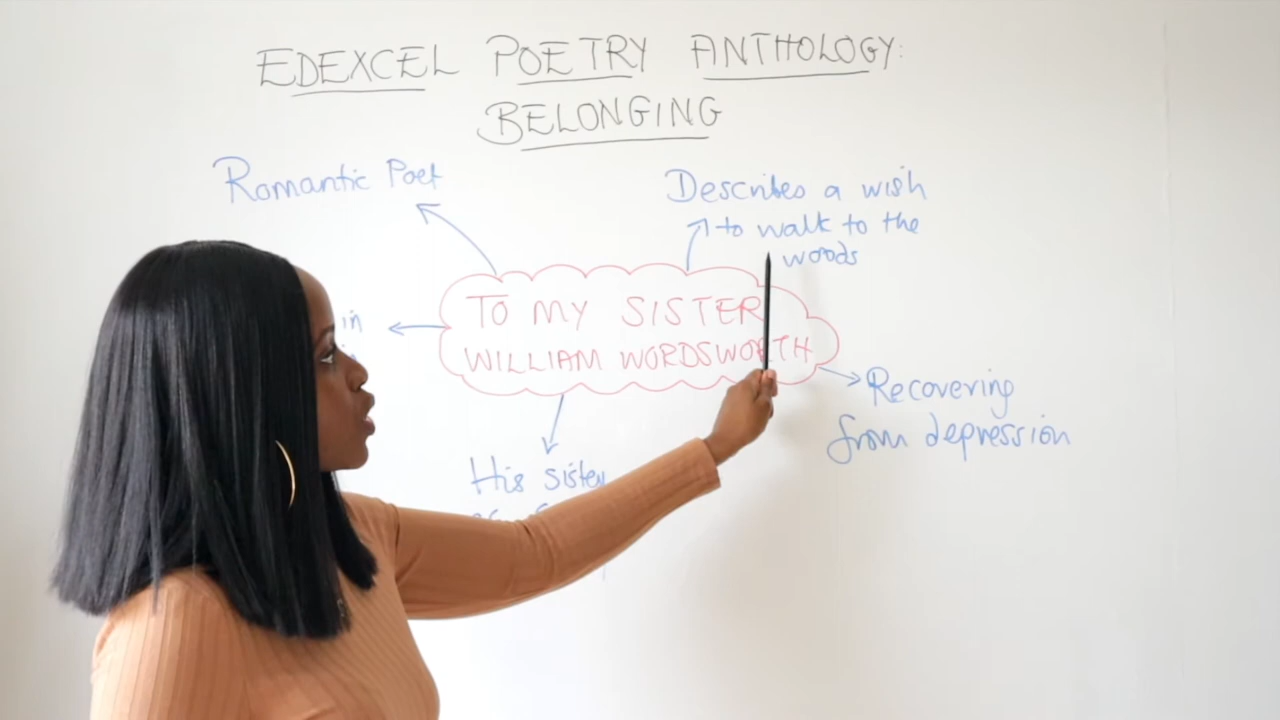 EDEXCEL POETRY ANTHOLOGY:
BELONGING
Romantic Poet
Describes a wish
to walk to the
woods
TO MY SISTER
WILLIAM WORDSWORTH
in
Recovering
from depression
His sister